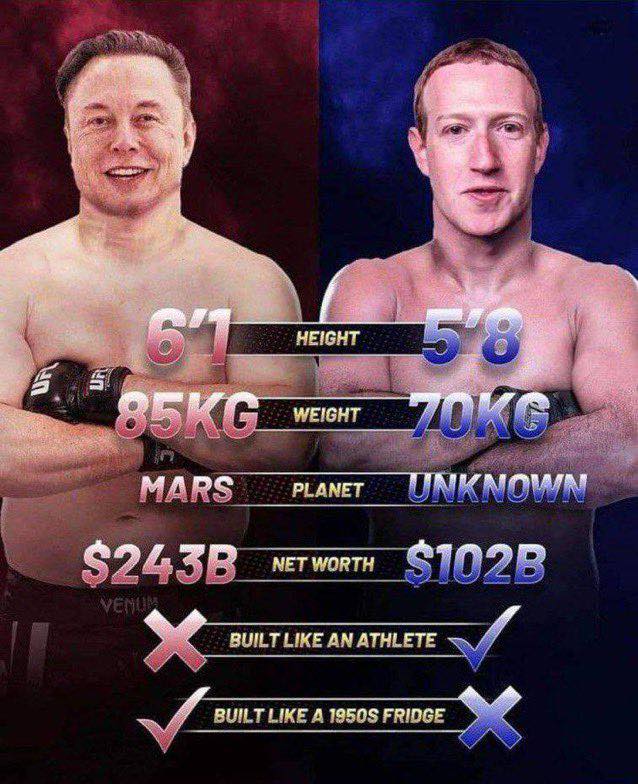 6'1 HEIGHT 5'8
UFC
UFC
85KG WEIGHT 70KG
MARS PLANET UNKNOWN
$243B NET WORTH $102B
VENUM
BUILT LIKE AN ATHLETE
BUILT LIKE A 1950S FRIDGE